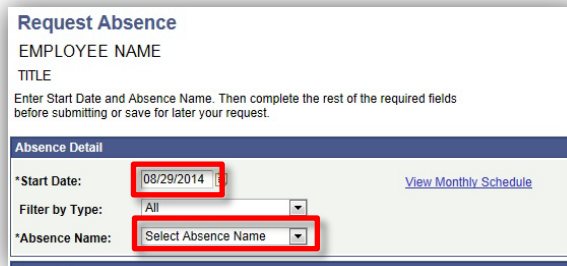 Request Absence
EMPLOYEE NAME
TITLE
Enter Start Date and Absence Name. Then complete the rest of the required fields
before submitting or save for later your request.
Absence Detail
*Start Date: 08/29/2014 View Monthly Schedule
Filter by Type: All
*Absence Name: Select Absence Name